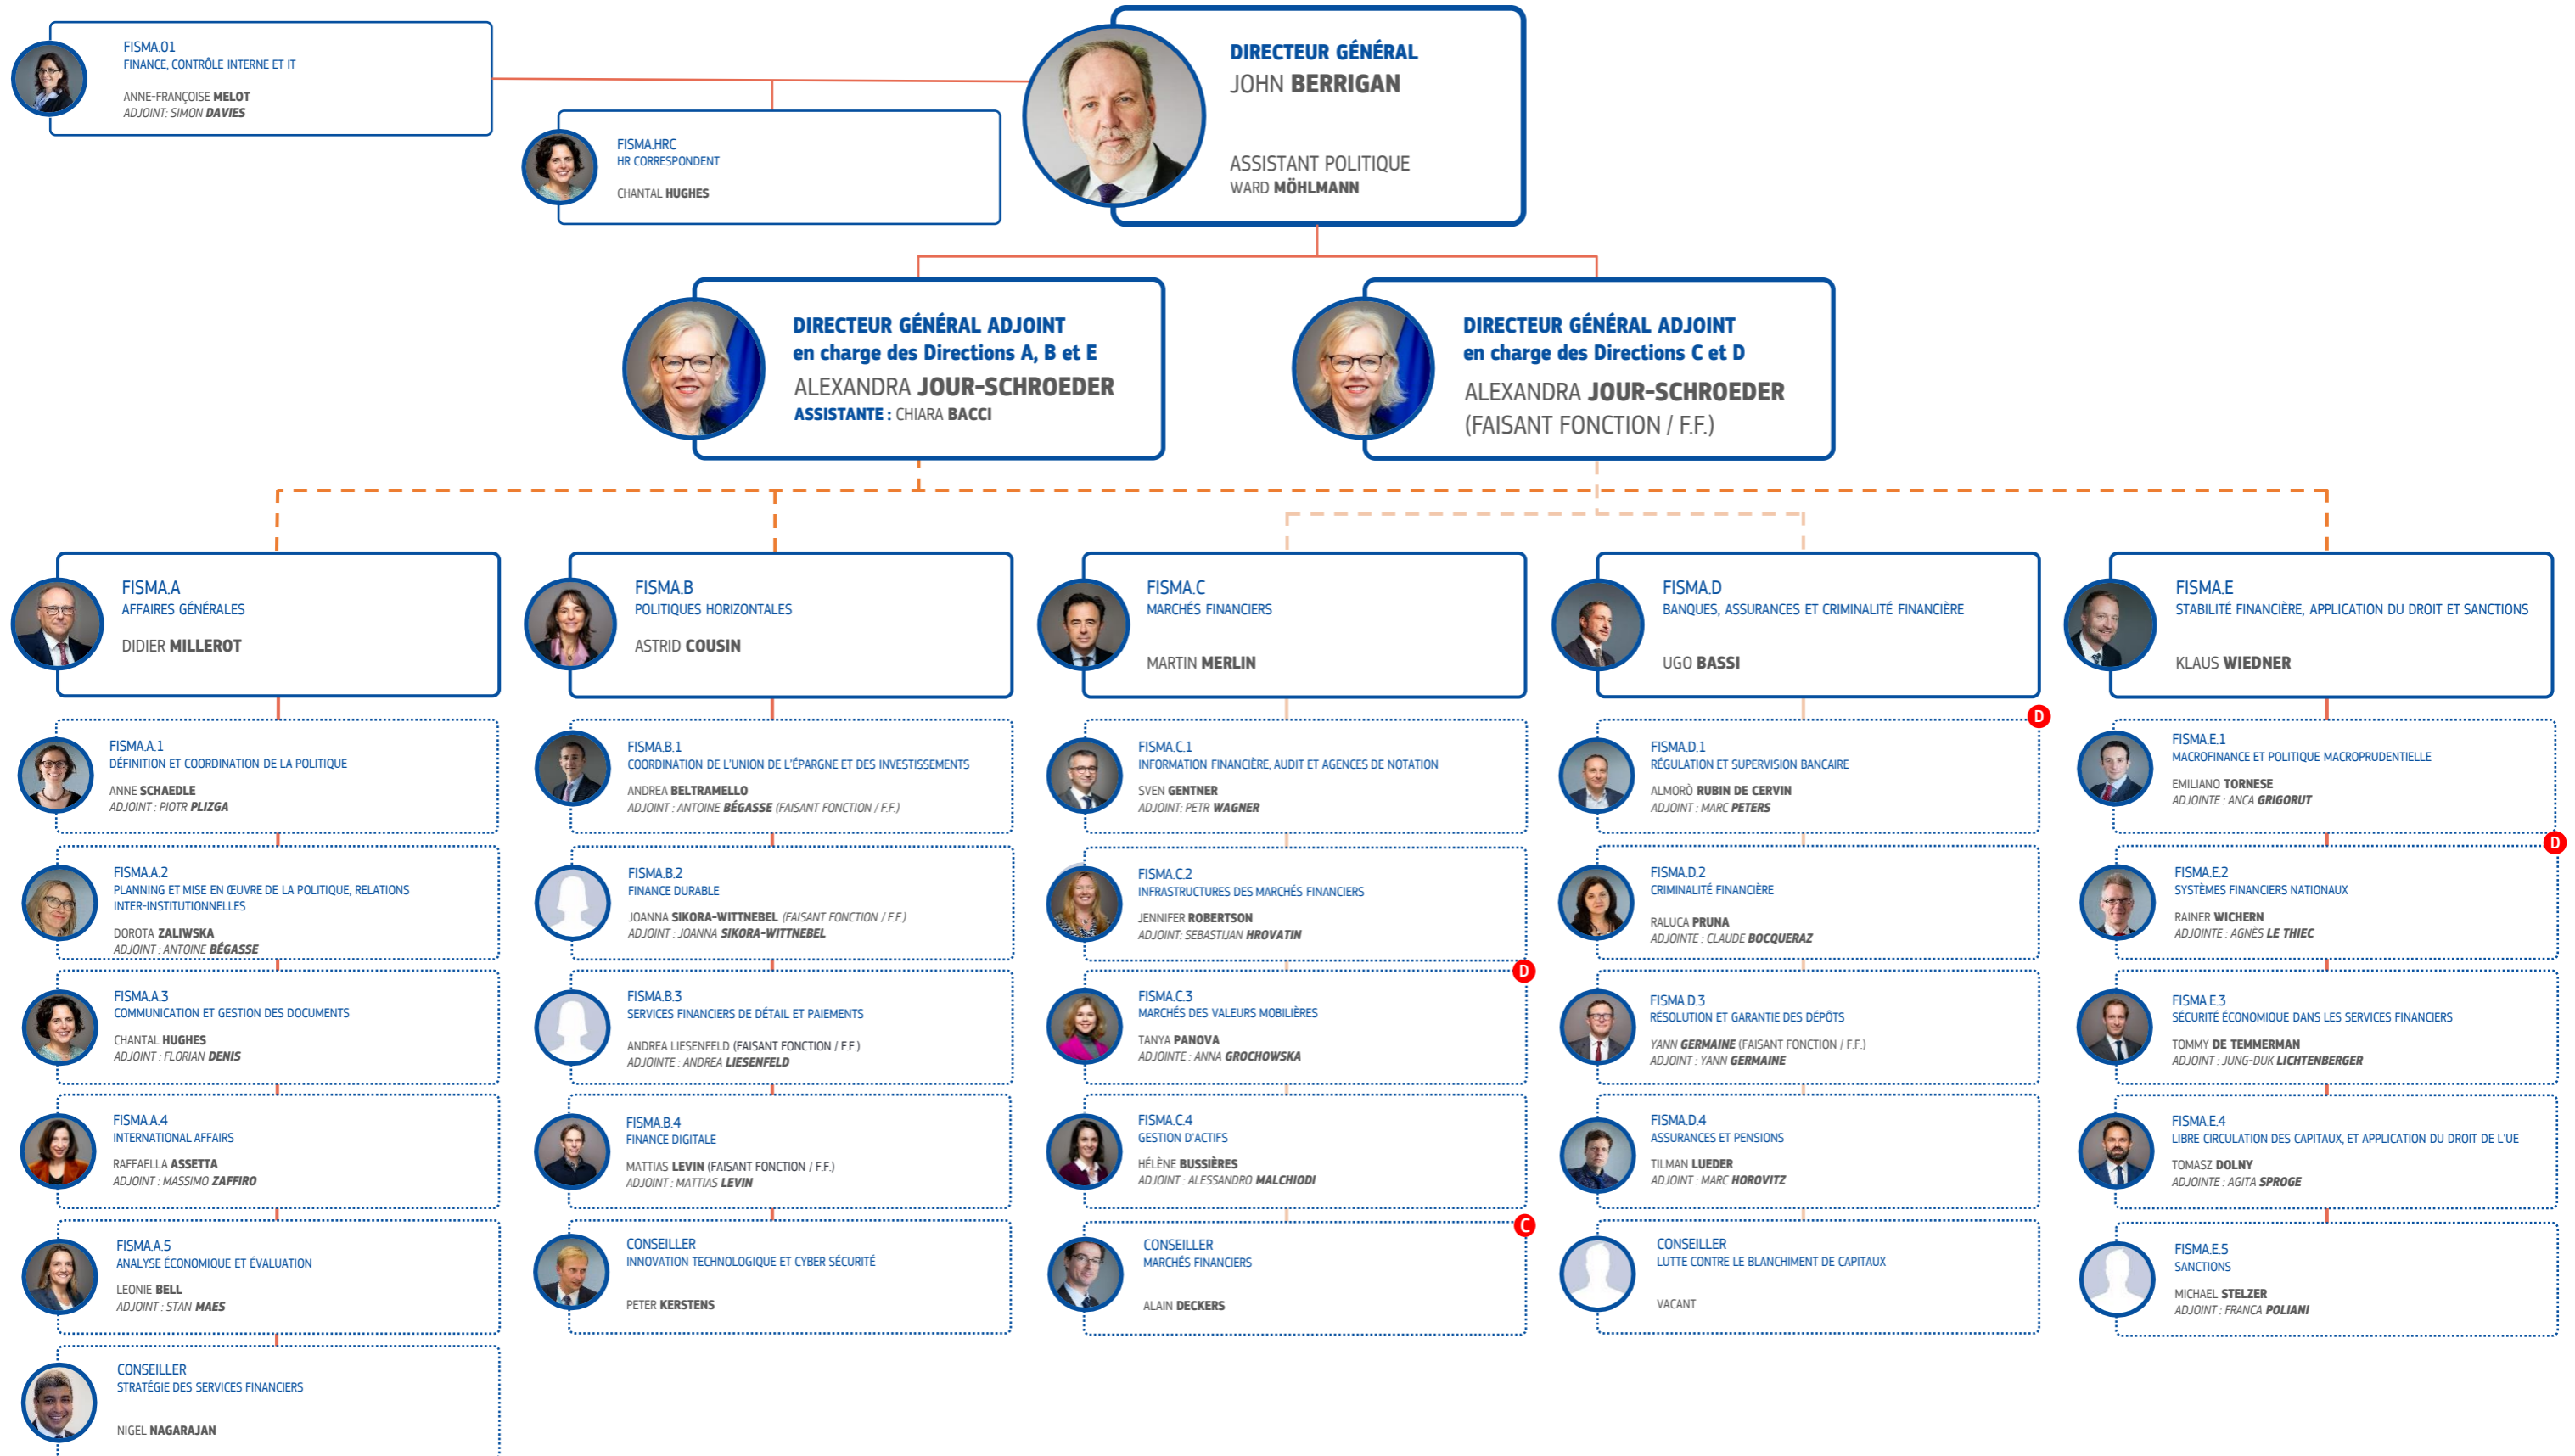 FISMA.01
FINANCE, CONTRÔLE INTERNE ET IT
ANNE-FRANÇOISE MELOT
ADJOINT: SIMON DAVIES
FISMA.HRC
HR CORRESPONDENT
CHANTAL HUGHES
DIRECTEUR GÉNÉRAL
JOHN BERRIGAN
ASSISTANT POLITIQUE
WARD MÖHLMANN
DIRECTEUR GÉNÉRAL ADJOINT
en charge des Directions A, B et E
ALEXANDRA JOUR-SCHROEDER
ASSISTANTE : CHIARA BACCI
DIRECTEUR GÉNÉRAL ADJOINT
en charge des Directions C et D
ALEXANDRA JOUR-SCHROEDER
(FAISANT FONCTION / F.F.)
FISMA.A
AFFAIRES GÉNÉRALES
DIDIER MILLEROT
FISMA.A.1
DÉFINITION ET COORDINATION DE LA POLITIQUE
ANNE SCHAEDLE
ADJOINT : PIOTR PLIZGA
FISMA.A.2
PLANNING ET MISE EN ŒUVRE DE LA POLITIQUE, RELATIONS
INTER-INSTITUTIONNELLES
DOROTA ZALIWSKA
ADJOINT : ANTOINE BÉGASSE
FISMA.A.3
COMMUNICATION ET GESTION DES DOCUMENTS
CHANTAL HUGHES
ADJOINT : FLORIAN DENIS
FISMA.A.4
INTERNATIONAL AFFAIRS
RAFFAELLA ASSETTA
ADJOINT : MASSIMO ZAFFIRO
FISMA.A.5
ANALYSE ÉCONOMIQUE ET ÉVALUATION
LEONIE BELL
ADJOINT : STAN MAES
CONSEILLER
STRATÉGIE DES SERVICES FINANCIERS
NIGEL NAGARAJAN
FISMA.B
POLITIQUES HORIZONTALES
ASTRID COUSIN
FISMA.B.1
COORDINATION DE L'UNION DE L'ÉPARGNE ET DES INVESTISSEMENTS
ANDREA BELTRAMELLO
ADJOINT : ANTOINE BÉGASSE (FAISANT FONCTION / F.F.)
FISMA.B.2
FINANCE DURABLE
JOANNA SIKORA-WITTNEBEL (FAISANT FONCTION / F.F.)
ADJOINT : JOANNA SIKORA-WITTNEBEL
FISMA.B.3
SERVICES FINANCIERS DE DÉTAIL ET PAIEMENTS
ANDREA LIESENFELD (FAISANT FONCTION / F.F.)
ADJOINTE : ANDREA LIESENFELD
FISMA.B.4
FINANCE DIGITALE
MATTIAS LEVIN (FAISANT FONCTION / F.F.)
ADJOINT : MATTIAS LEVIN
CONSEILLER
INNOVATION TECHNOLOGIQUE ET CYBER SÉCURITÉ
PETER KERSTENS
FISMA.C
MARCHÉS FINANCIERS
MARTIN MERLIN
FISMA.C.1
INFORMATION FINANCIÈRE, AUDIT ET AGENCES DE NOTATION
SVEN GENTNER
ADJOINT: PETR WAGNER
FISMA.C.2
INFRASTRUCTURES DES MARCHÉS FINANCIERS
JENNIFER ROBERTSON
ADJOINT: SEBASTIJAN HROVATIN
D
FISMA.C.3
MARCHÉS DES VALEURS MOBILIÈRES
TANYA PANOVA
ADJOINTE : ANNA GROCHOWSKA
FISMA.C.4
GESTION D'ACTIFS
HÉLÈNE BUSSIÈRES
ADJOINT : ALESSANDRO MALCHIODI
C
CONSEILLER
MARCHÉS FINANCIERS
ALAIN DECKERS
FISMA.D
BANQUES, ASSURANCES ET CRIMINALITÉ FINANCIÈRE
UGO BASSI
D
FISMA.D.1
RÉGULATION ET SUPERVISION BANCAIRE
ALMORÒ RUBIN DE CERVIN
ADJOINT : MARC PETERS
FISMA.D.2
CRIMINALITÉ FINANCIÈRE
RALUCA PRUNA
ADJOINTE : CLAUDE BOCQUERAZ
FISMA.D.3
RÉSOLUTION ET GARANTIE DES DÉPÔTS
YANN GERMAINE (FAISANT FONCTION / F.F.)
ADJOINT : YANN GERMAINE
FISMA.D.4
ASSURANCES ET PENSIONS
TILMAN LUEDER
ADJOINT : MARC HOROVITZ
CONSEILLER
LUTTE CONTRE LE BLANCHIMENT DE CAPITAUX
VACANT
FISMA.E
STABILITÉ FINANCIÈRE, APPLICATION DU DROIT ET SANCTIONS
KLAUS WIEDNER
FISMA.E.1
MACROFINANCE ET POLITIQUE MACROPRUDENTIELLE
EMILIANO TORNESE
ADJOINTE : ANCA GRIGORUT
D
FISMA.E.2
SYSTÈMES FINANCIERS NATIONAUX
RAINER WICHERN
ADJOINTE : AGNÈS LE THIEC
FISMA.E.3
SÉCURITÉ ÉCONOMIQUE DANS LES SERVICES FINANCIERS
TOMMY DE TEMMERMAN
ADJOINT : JUNG-DUK LICHTENBERGER
FISMA.E.4
LIBRE CIRCULATION DES CAPITAUX, ET APPLICATION DU DROIT DE L'UE
TOMASZ DOLNY
ADJOINTE : AGITA SPROGE
FISMA.E.5
SANCTIONS
MICHAEL STELZER
ADJOINT : FRANCA POLIANI